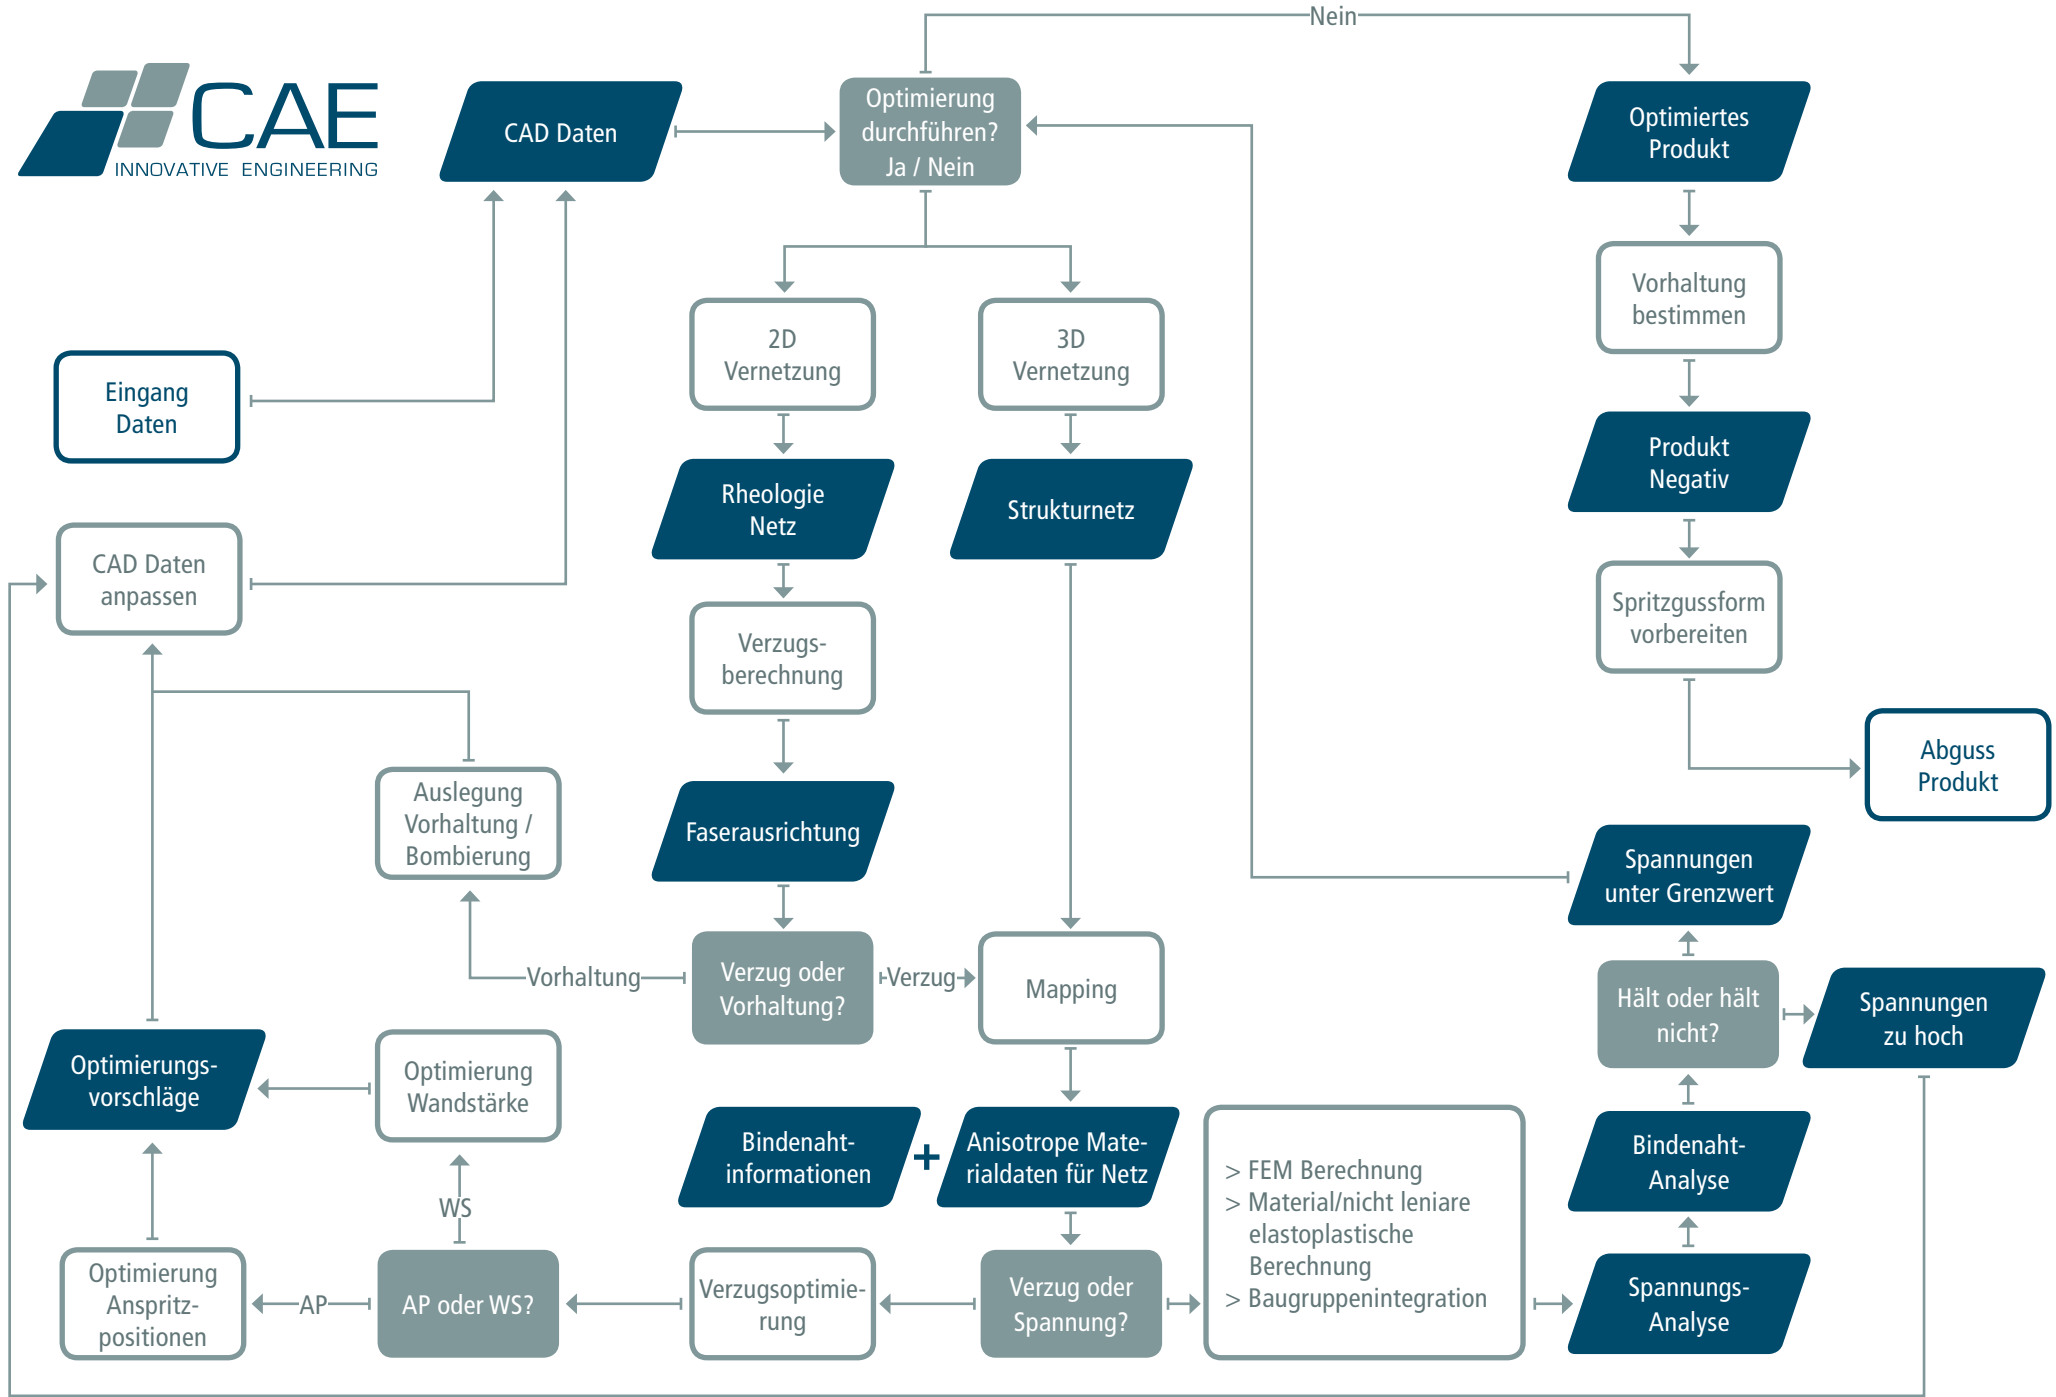 Nein
CAE
INNOVATIVE ENGINEERING
CAD Daten
Optimierung
durchführen?
Ja / Nein
Optimiertes
Produkt
Vorhaltung
bestimmen
2D
Vernetzung
3D
Vernetzung
Eingang
Daten
Produkt
Negativ
Rheologie
Netz
Strukturnetz
CAD Daten
anpassen
Spritzgussform
vorbereiten
Verzugs-
berechnung
Abguss
Produkt
Auslegung
Vorhaltung /
Bombierung
Faserausrichtung
Spannungen
unter Grenzwert
Vorhaltung
Verzug oder
Vorhaltung?
Verzug
Mapping
Hält oder hält
nicht?
Spannungen
zu hoch
Optimierungs-
vorschläge
Optimierung
Wandstärke
Bindenaht-
informationen
+
Anisotrope Mate-
rialdaten für Netz
> FEM Berechnung
> Material/nicht leniare
elastoplastische
Berechnung
> Baugruppenintegration
Bindenaht-
Analyse
WS
Optimierung
Anspritz-
positionen
AP
AP oder WS?
Verzugsoptimie-
rung
Verzug oder
Spannung?
Spannungs-
Analyse